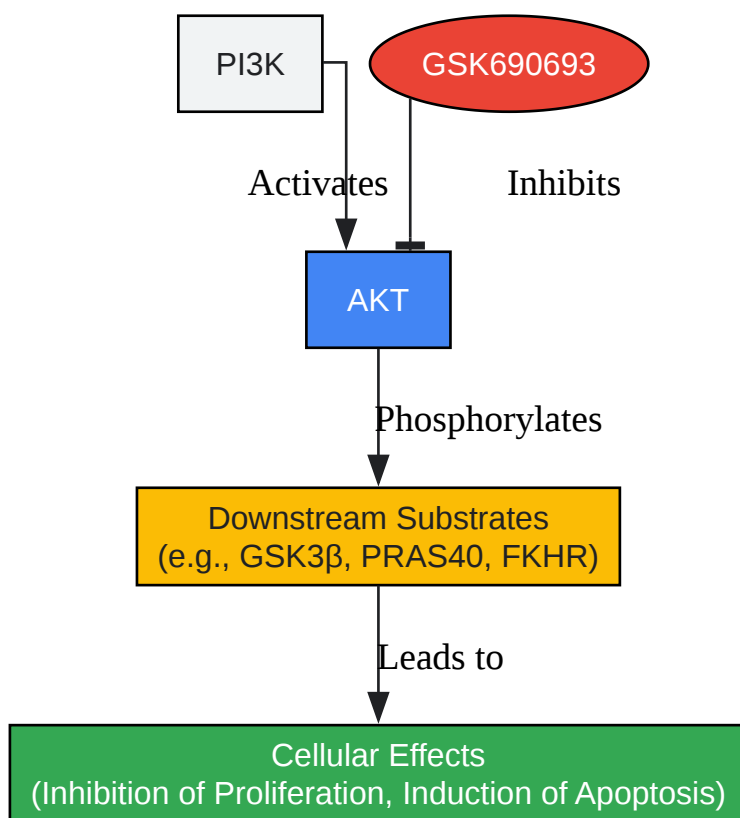 PI3K
GSK690693
Activates
Inhibits
AKT
Phosphorylates
Downstream Substrates
(e.g., GSK3β, PRAS40, FKHR)
Leads to
Cellular Effects
(Inhibition of Proliferation, Induction of Apoptosis)